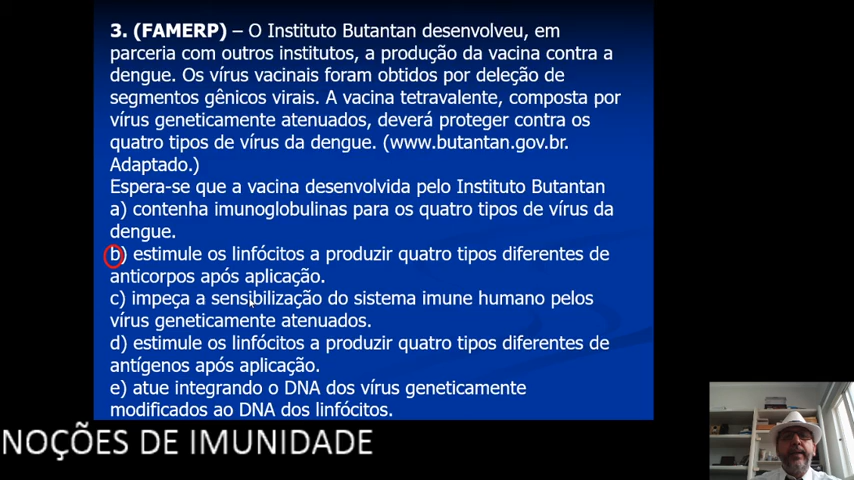 3. (FAMERP) – O Instituto Butantan desenvolveu, em
parceria com outros institutos, a produção da vacina contra a
dengue. Os vírus vacinais foram obtidos por deleção de
segmentos gênicos virais. A vacina tetravalente, composta por
vírus geneticamente atenuados, deverá proteger contra os
quatro tipos de vírus da dengue. (www.butantan.gov.br.
Adaptado.)
Espera-se que a vacina desenvolvida pelo Instituto Butantan
a) contenha imunoglobulinas para os quatro tipos de vírus da
dengue.
b) estimule os linfócitos a produzir quatro tipos diferentes de
anticorpos após aplicação.
c) impeça a sensibilização do sistema imune humano pelos
vírus geneticamente atenuados.
d) estimule os linfócitos a produzir quatro tipos diferentes de
antígenos após aplicação.
e) atue integrando o DNA dos vírus geneticamente
modificados ao DNA dos linfócitos.
NOÇÕES DE IMUNIDADE